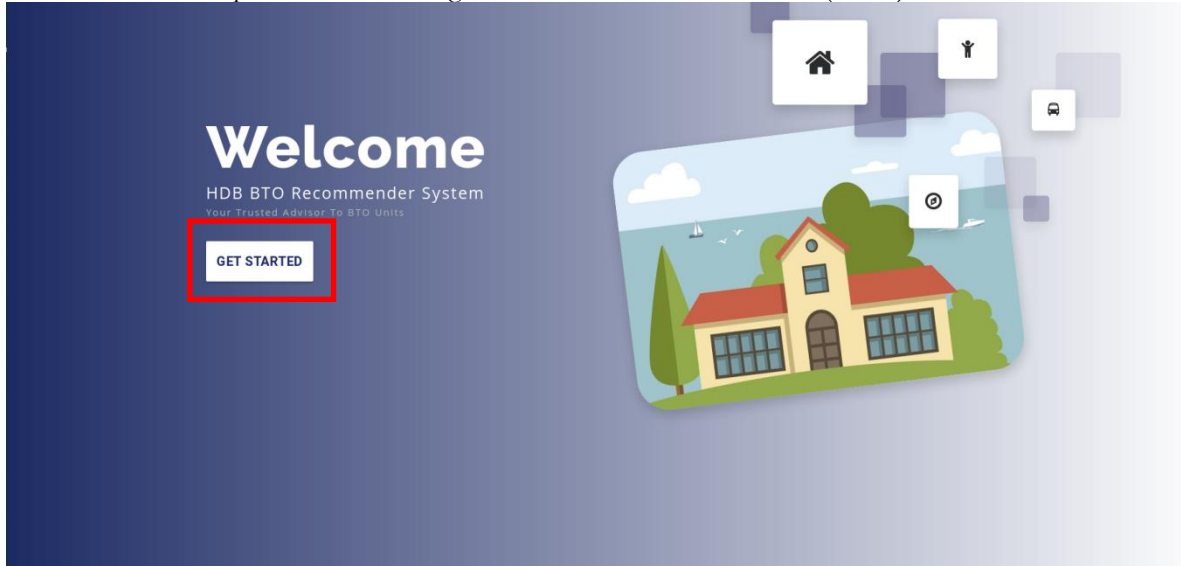 Welcome
HDB BTO Recommender System
Your Trusted Advisor To BTO Units
GET STARTED